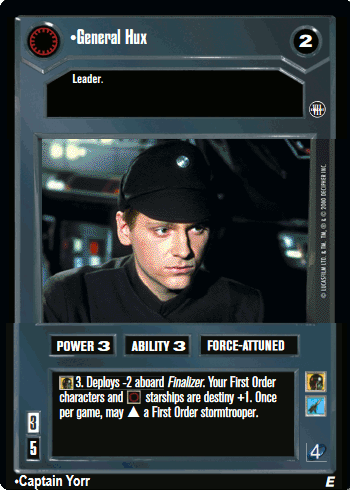 •General Hux
2
Leader.
© LUCASFILM LTD. & TM, TM, ® & © 2000 DECIPHER INC.
POWER 3
ABILITY 3
FORCE-ATTUNED
3. Deploys -2 aboard Finalizer. Your First Order
characters and starships are destiny +1. Once
per game, may ▲ a First Order stormtrooper.
3
5
4
•Captain Yorr
E